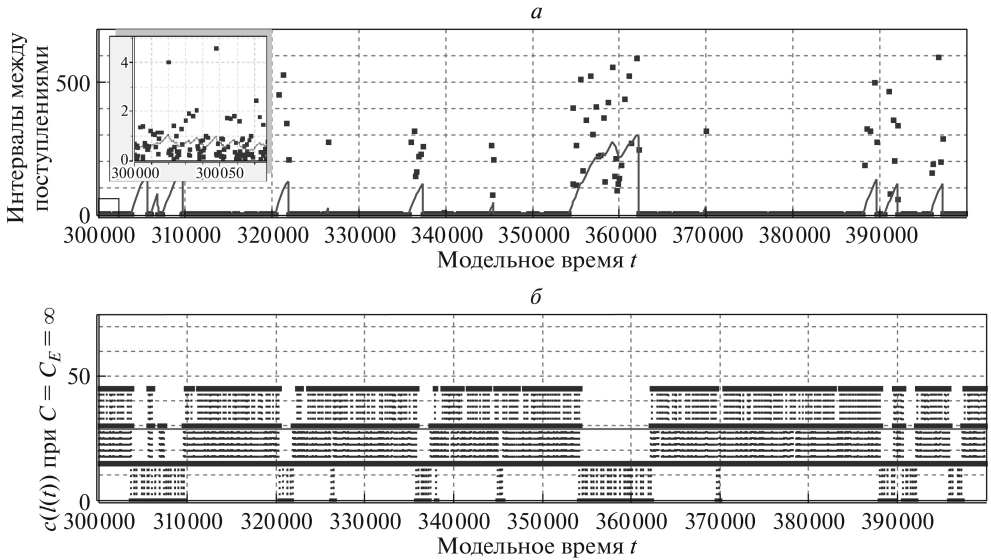 а
Интервалы между
поступлениями
500
0
4
2
0
300000 300050
300000 310000 320000 330000 340000 350000 360000 370000 380000 390000
Модельное время t
б
c(l(t)) при C = C_E = ∞
50
0
300000 310000 320000 330000 340000 350000 360000 370000 380000 390000
Модельное время t